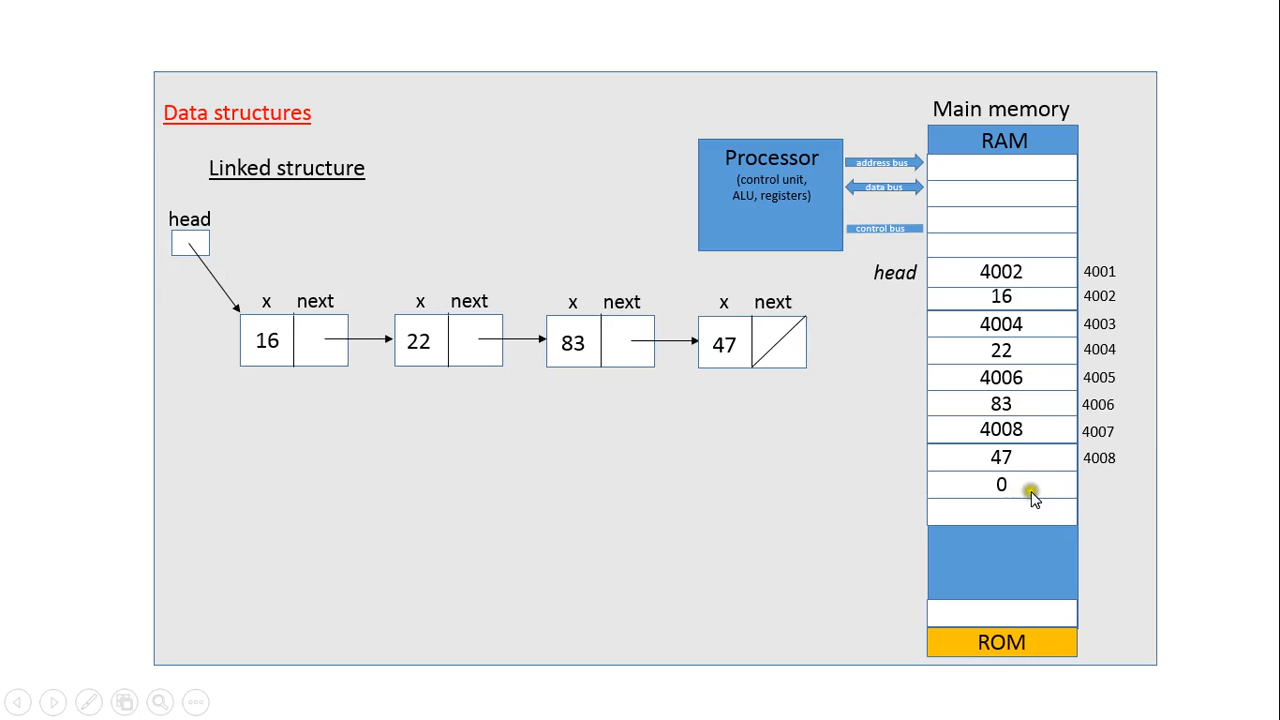 Data structures
Linked structure
head
x next
16
x next
22
x next
83
x next
47
Processor
(control unit,
ALU, registers)
address bus
data bus
control bus
Main memory
RAM
head 4002 4001
16 4002
4004 4003
22 4004
4006 4005
83 4006
4008 4007
47 4008
0
ROM